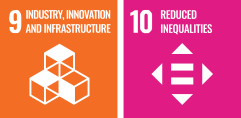 9 INDUSTRY, INNOVATION
AND INFRASTRUCTURE
10 REDUCED
INEQUALITIES